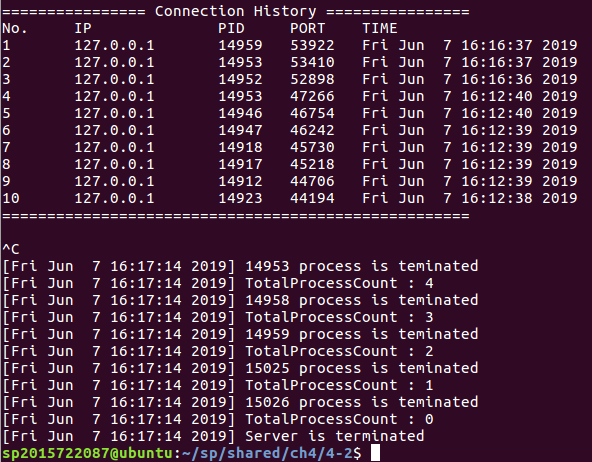 ================ Connection History ================
No.     IP              PID     PORT    TIME
1       127.0.0.1       14959   53922   Fri Jun  7 16:16:37 2019
2       127.0.0.1       14953   53410   Fri Jun  7 16:16:37 2019
3       127.0.0.1       14952   52898   Fri Jun  7 16:16:36 2019
4       127.0.0.1       14953   47266   Fri Jun  7 16:12:40 2019
5       127.0.0.1       14946   46754   Fri Jun  7 16:12:40 2019
6       127.0.0.1       14947   46242   Fri Jun  7 16:12:39 2019
7       127.0.0.1       14918   45730   Fri Jun  7 16:12:39 2019
8       127.0.0.1       14917   45218   Fri Jun  7 16:12:39 2019
9       127.0.0.1       14912   44706   Fri Jun  7 16:12:39 2019
10      127.0.0.1       14923   44194   Fri Jun  7 16:12:38 2019
====================================================
^C
[Fri Jun  7 16:17:14 2019] 14953 process is teminated
[Fri Jun  7 16:17:14 2019] TotalProcessCount : 4
[Fri Jun  7 16:17:14 2019] 14958 process is teminated
[Fri Jun  7 16:17:14 2019] TotalProcessCount : 3
[Fri Jun  7 16:17:14 2019] 14959 process is teminated
[Fri Jun  7 16:17:14 2019] TotalProcessCount : 2
[Fri Jun  7 16:17:14 2019] 15025 process is teminated
[Fri Jun  7 16:17:14 2019] TotalProcessCount : 1
[Fri Jun  7 16:17:14 2019] 15026 process is teminated
[Fri Jun  7 16:17:14 2019] TotalProcessCount : 0
[Fri Jun  7 16:17:14 2019] Server is terminated
sp2015722087@ubuntu:~/sp/shared/ch4/4-2$